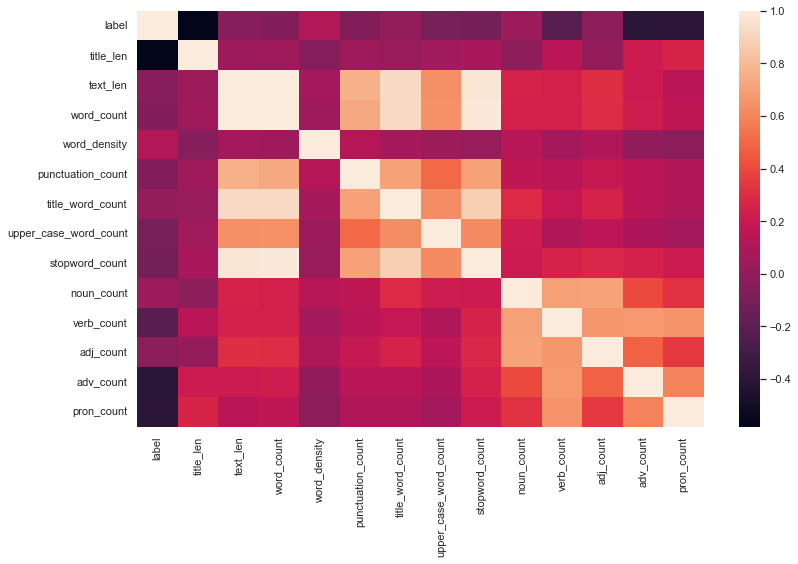 label
title_len
text_len
word_count
word_density
punctuation_count
title_word_count
upper_case_word_count
stopword_count
noun_count
verb_count
adj_count
adv_count
pron_count
label
title_len
text_len
word_count
word_density
punctuation_count
title_word_count
upper_case_word_count
stopword_count
noun_count
verb_count
adj_count
adv_count
pron_count
1.0
0.8
0.6
0.4
0.2
0.0
−0.2
−0.4